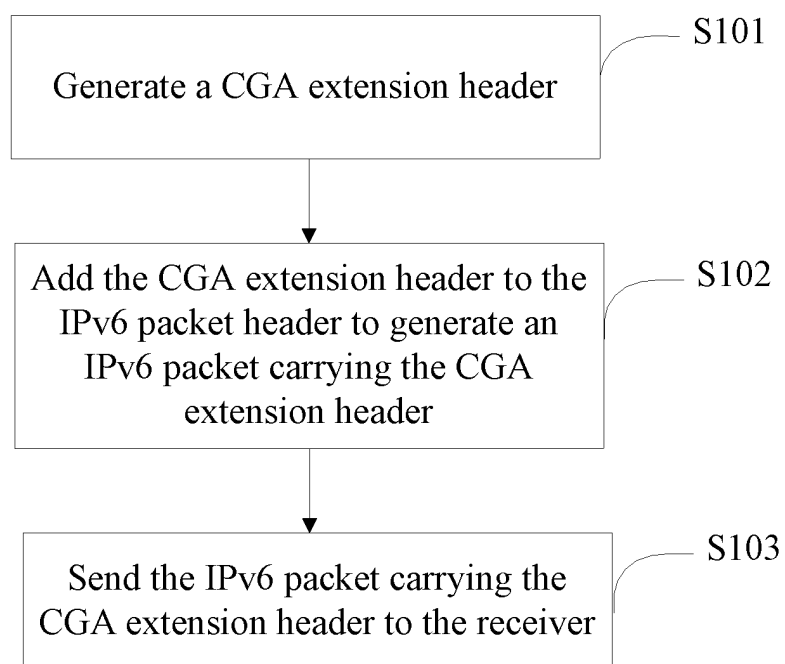 S101
Generate a CGA extension header
S102
Add the CGA extension header to the
IPv6 packet header to generate an
IPv6 packet carrying the CGA
extension header
S103
Send the IPv6 packet carrying the
CGA extension header to the receiver